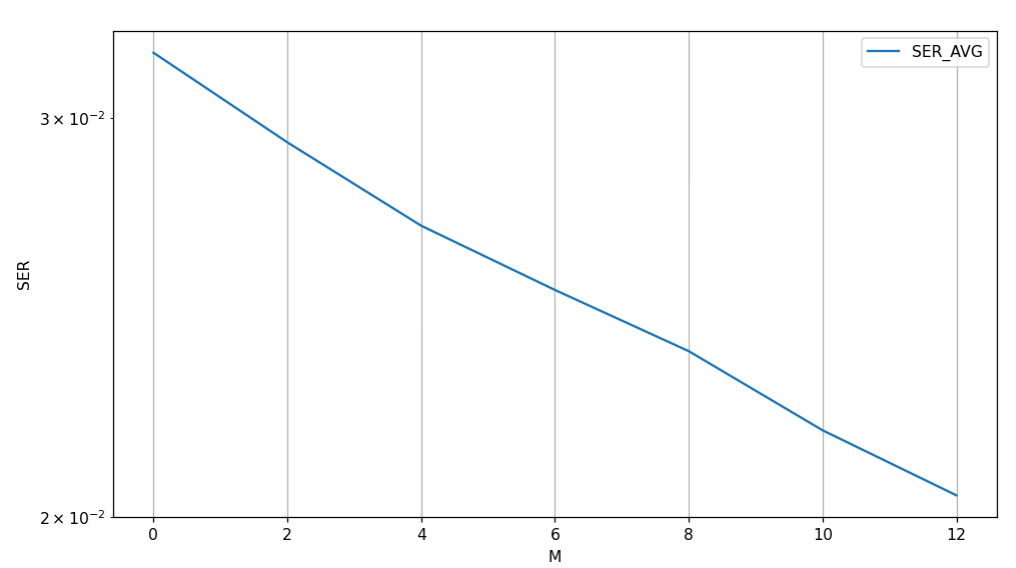 SER_AVG
3 × 10⁻²
SER
2 × 10⁻²
0 2 4 6 8 10 12
M